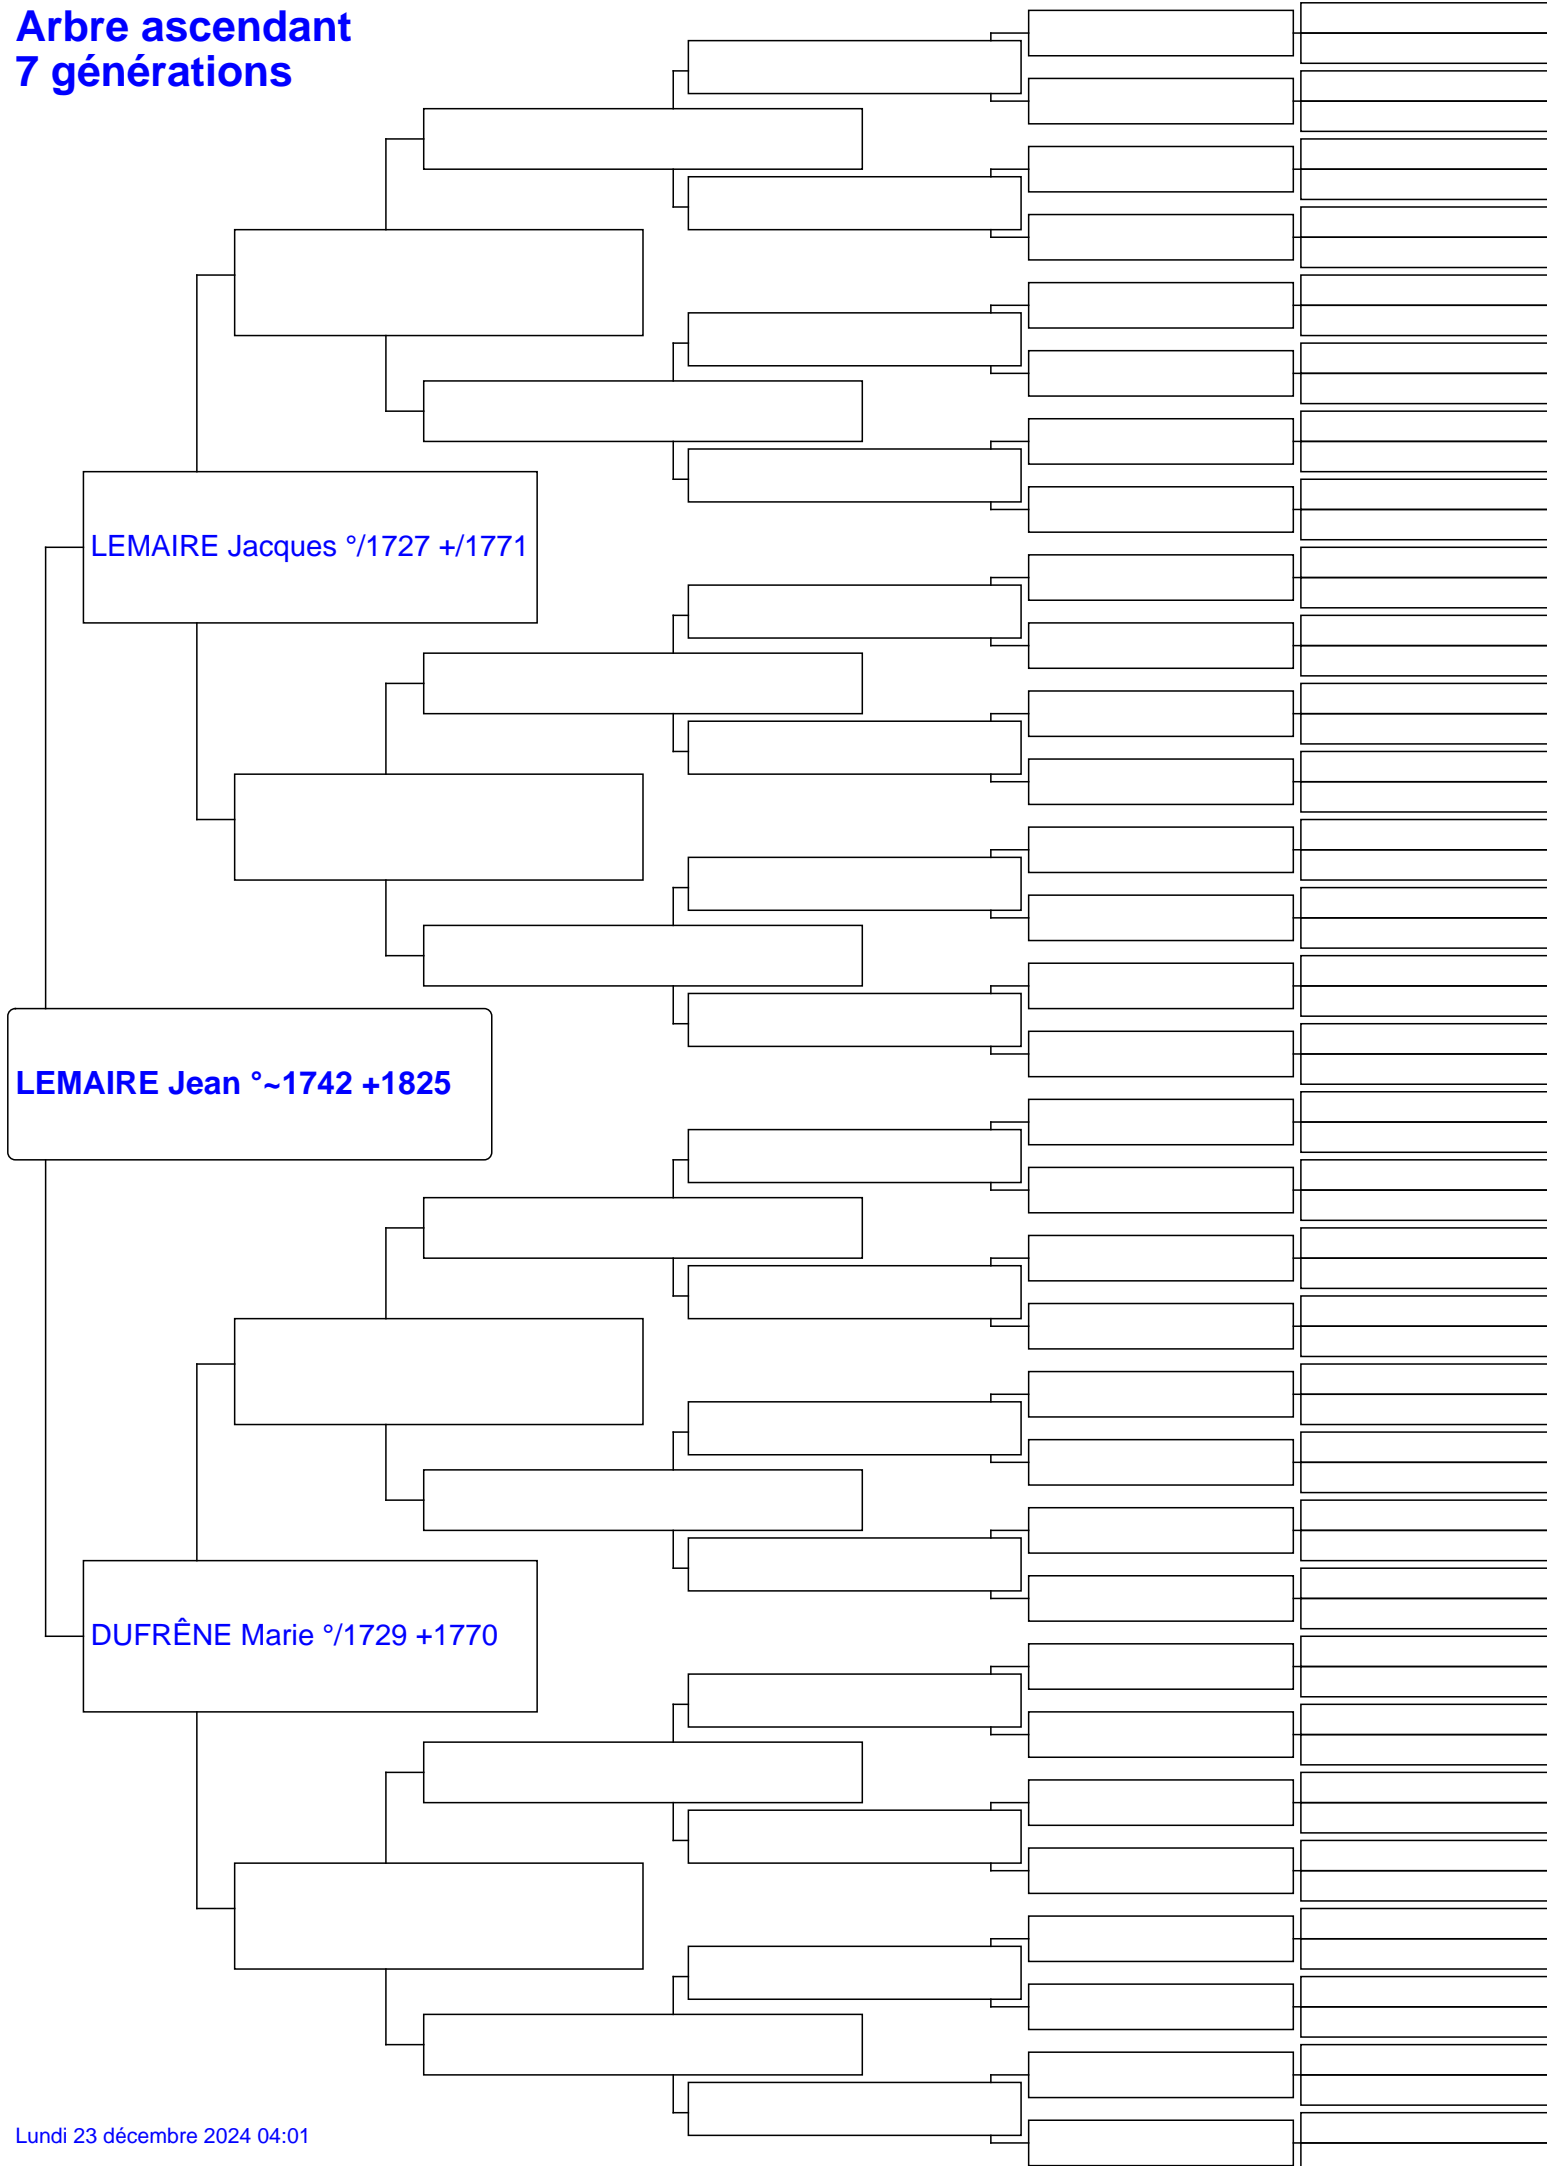 Arbre ascendant
7 générations
LEMAIRE Jacques °/1727 +/1771
LEMAIRE Jean °~1742 +1825
DUFRÊNE Marie °/1729 +1770
Lundi 23 décembre 2024 04:01